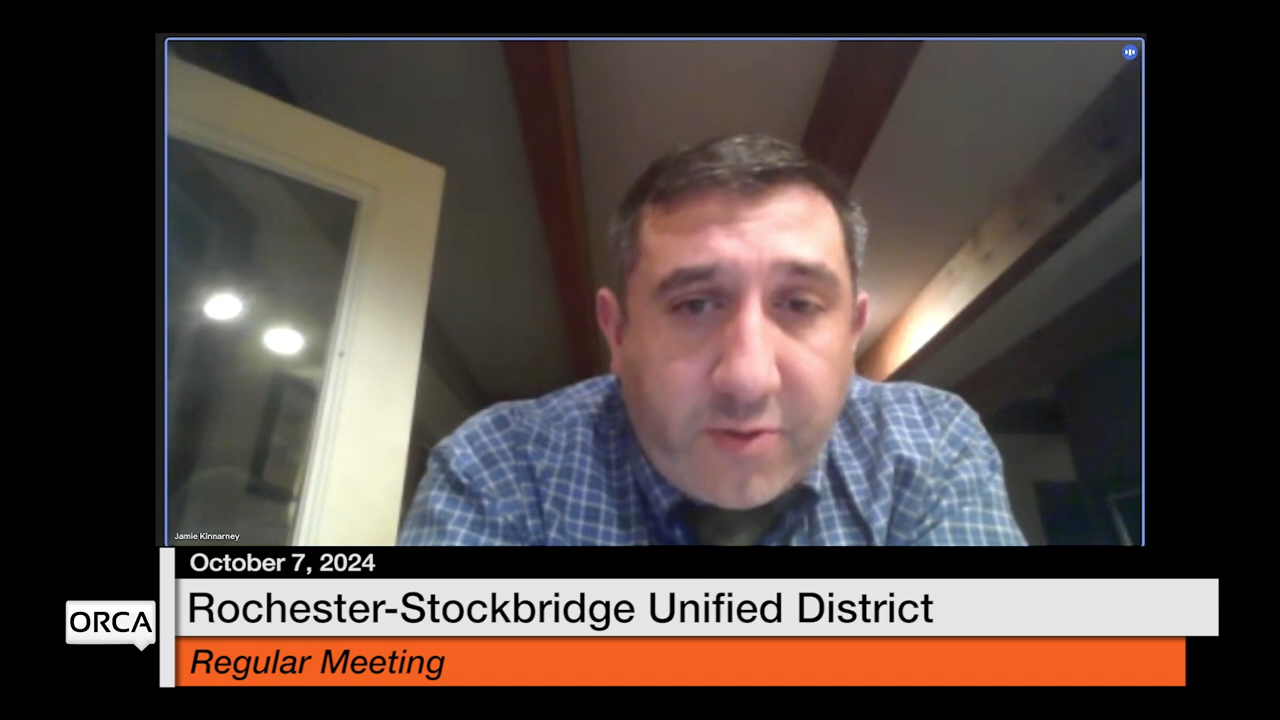 Jamie Kinnarney
October 7, 2024
Rochester-Stockbridge Unified District
ORCA
Regular Meeting